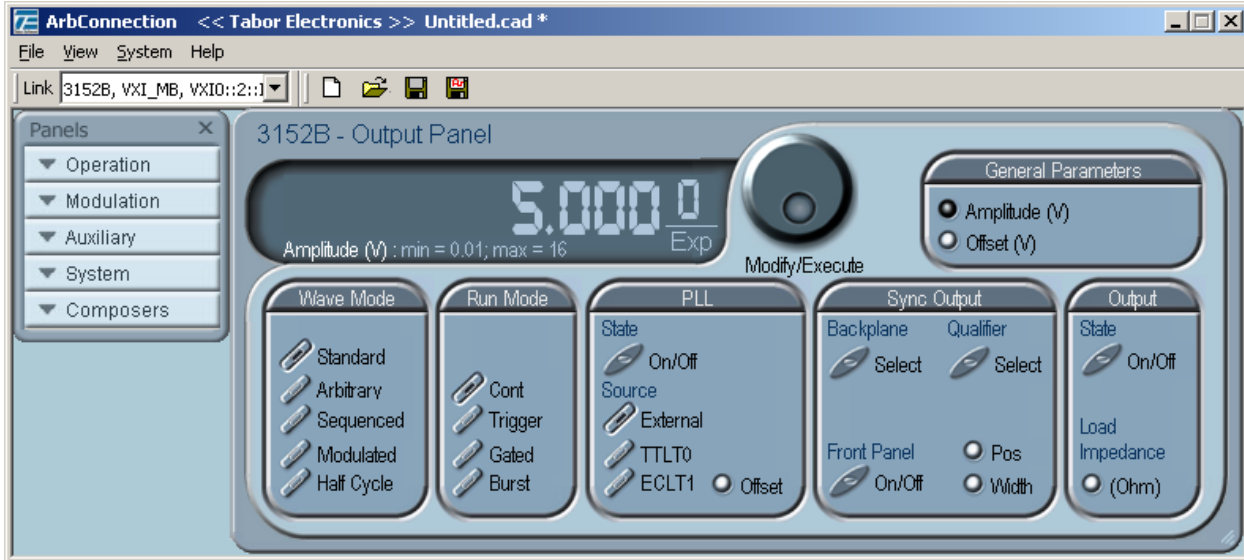 ArbConnection << Tabor Electronics >> Untitled.cad *
File View System Help
Link 3152B, VXI_MB, VXI0::2::I
Panels
Operation
Modulation
Auxiliary
System
Composers
3152B - Output Panel
5.000 0
Exp
Amplitude (V) : min = 0.01; max = 16
Modify/Execute
General Parameters
Amplitude (V)
Offset (V)
Wave Mode
Standard
Arbitrary
Sequenced
Modulated
Half Cycle
Run Mode
Cont
Trigger
Gated
Burst
PLL
State
On/Off
Source
External
TTLT0
ECLT1
Offset
Sync Output
Backplane
Select
Qualifier
Select
Front Panel
On/Off
Pos
Width
Output
State
On/Off
Load
Impedance
(Ohm)